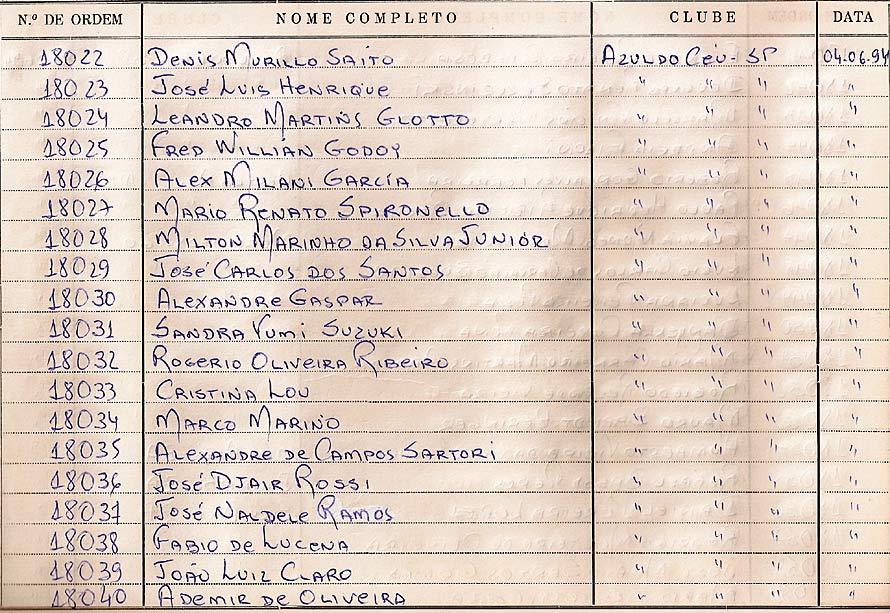 N.º DE ORDEM NOME COMPLETO CLUBE DATA
18022 DENIS MURILLO SAITO AZUL DO CÉU - SP 04.06.94
18023 JOSÉ LUIS HENRIQUE " " " "
18024 LEANDRO MARTINS GLOTTO " " " "
18025 FRED WILLIAN GODOY " " " "
18026 ALEX MILANI GARCÍA " " " "
18027 MARIO RENATO SPIRONELLO " " " "
18028 MILTON MARINHO DA SILVA JUNIOR " " " "
18029 JOSÉ CARLOS DOS SANTOS " " " "
18030 ALEXANDRE GASPAR " " " "
18031 SANDRA YUMI SUZUKI " " " "
18032 ROGERIO OLIVEIRA RIBEIRO " " " "
18033 CRISTINA LOU " " " "
18034 MARCO MARINO " " " "
18035 ALEXANDRE DE CAMPOS SARTORI " " " "
18036 JOSÉ DJAIR ROSSI " " " "
18037 JOSÉ NALDELE RAMOS " " " "
18038 FABIO DE LUCENA " " " "
18039 JOÃO LUIZ CLARO " " " "
18040 ADEMIR DE OLIVEIRA " " " "